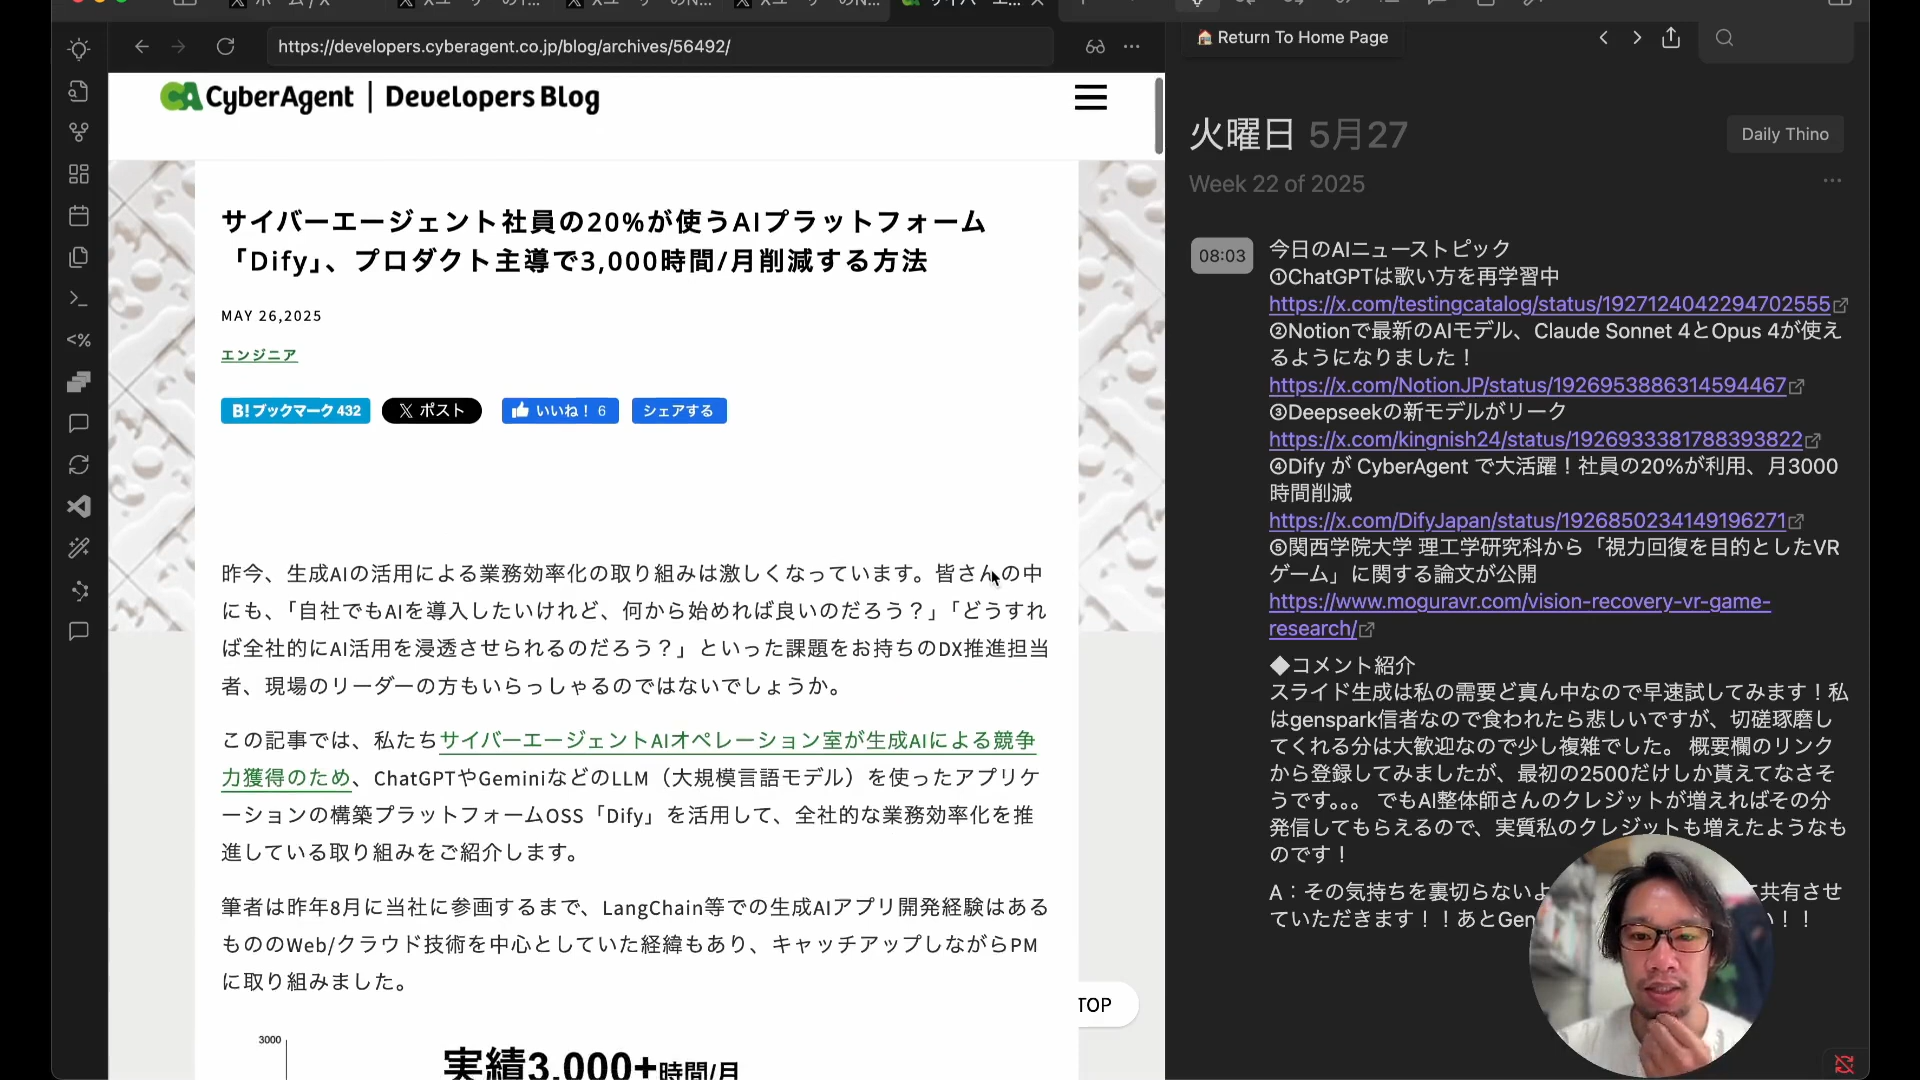 https://developers.cyberagent.co.jp/blog/archives/56492/
CyberAgent | Developers Blog
サイバーエージェント社員の20%が使うAIプラットフォーム
「Dify」、プロダクト主導で3,000時間/月削減する方法
MAY 26,2025
エンジニア
B!ブックマーク 432
ポスト
いいね！ 6
シェアする
昨今、生成AIの活用による業務効率化の取り組みは激しくなっています。皆さんの中
にも、「自社でもAIを導入したいけれど、何から始めれば良いのだろう？」「どうすれ
ば全社的にAI活用を浸透させられるのだろう？」といった課題をお持ちのDX推進担当
者、現場のリーダーの方もいらっしゃるのではないでしょうか。
この記事では、私たちサイバーエージェントAIオペレーション室が生成AIによる競争
力獲得のため、ChatGPTやGeminiなどのLLM（大規模言語モデル）を使ったアプリケ
ーションの構築プラットフォームOSS「Dify」を活用して、全社的な業務効率化を推
進している取り組みをご紹介します。
筆者は昨年8月に当社に参画するまで、LangChain等での生成AIアプリ開発経験はある
もののWeb/クラウド技術を中心としていた経緯もあり、キャッチアップしながらPM
に取り組みました。
3000
実績3,000+時間/月
TOP
Return To Home Page
火曜日 5月27
Daily Thino
Week 22 of 2025
08:03
今日のAIニューストピック
①ChatGPTは歌い方を再学習中
https://x.com/testingcatalog/status/1927124042294702555
②Notionで最新のAIモデル、Claude Sonnet 4とOpus 4が使え
るようになりました！
https://x.com/NotionJP/status/1926953886314594467
③Deepseekの新モデルがリーク
https://x.com/kingnish24/status/1926933381788393822
④Dify が CyberAgent で大活躍！社員の20%が利用、月3000
時間削減
https://x.com/DifyJapan/status/1926850234149196271
⑤関西学院大学 理工学研究科から「視力回復を目的としたVR
ゲーム」に関する論文が公開
https://www.moguravr.com/vision-recovery-vr-game-
research/
◆コメント紹介
スライド生成は私の需要ど真ん中なので早速試してみます！私
はgenspark信者なので食われたら悲しいですが、切磋琢磨し
てくれる分は大歓迎なので少し複雑でした。 概要欄のリンク
から登録してみましたが、最初の2500だけしか貰えてなさそ
うです。。。 でもAI整体師さんのクレジットが増えればその分
発信してもらえるので、実質私のクレジットも増えたようなも
のです！
A：その気持ちを裏切らないよ 共有させ
ていただきます！！あとGen ！！